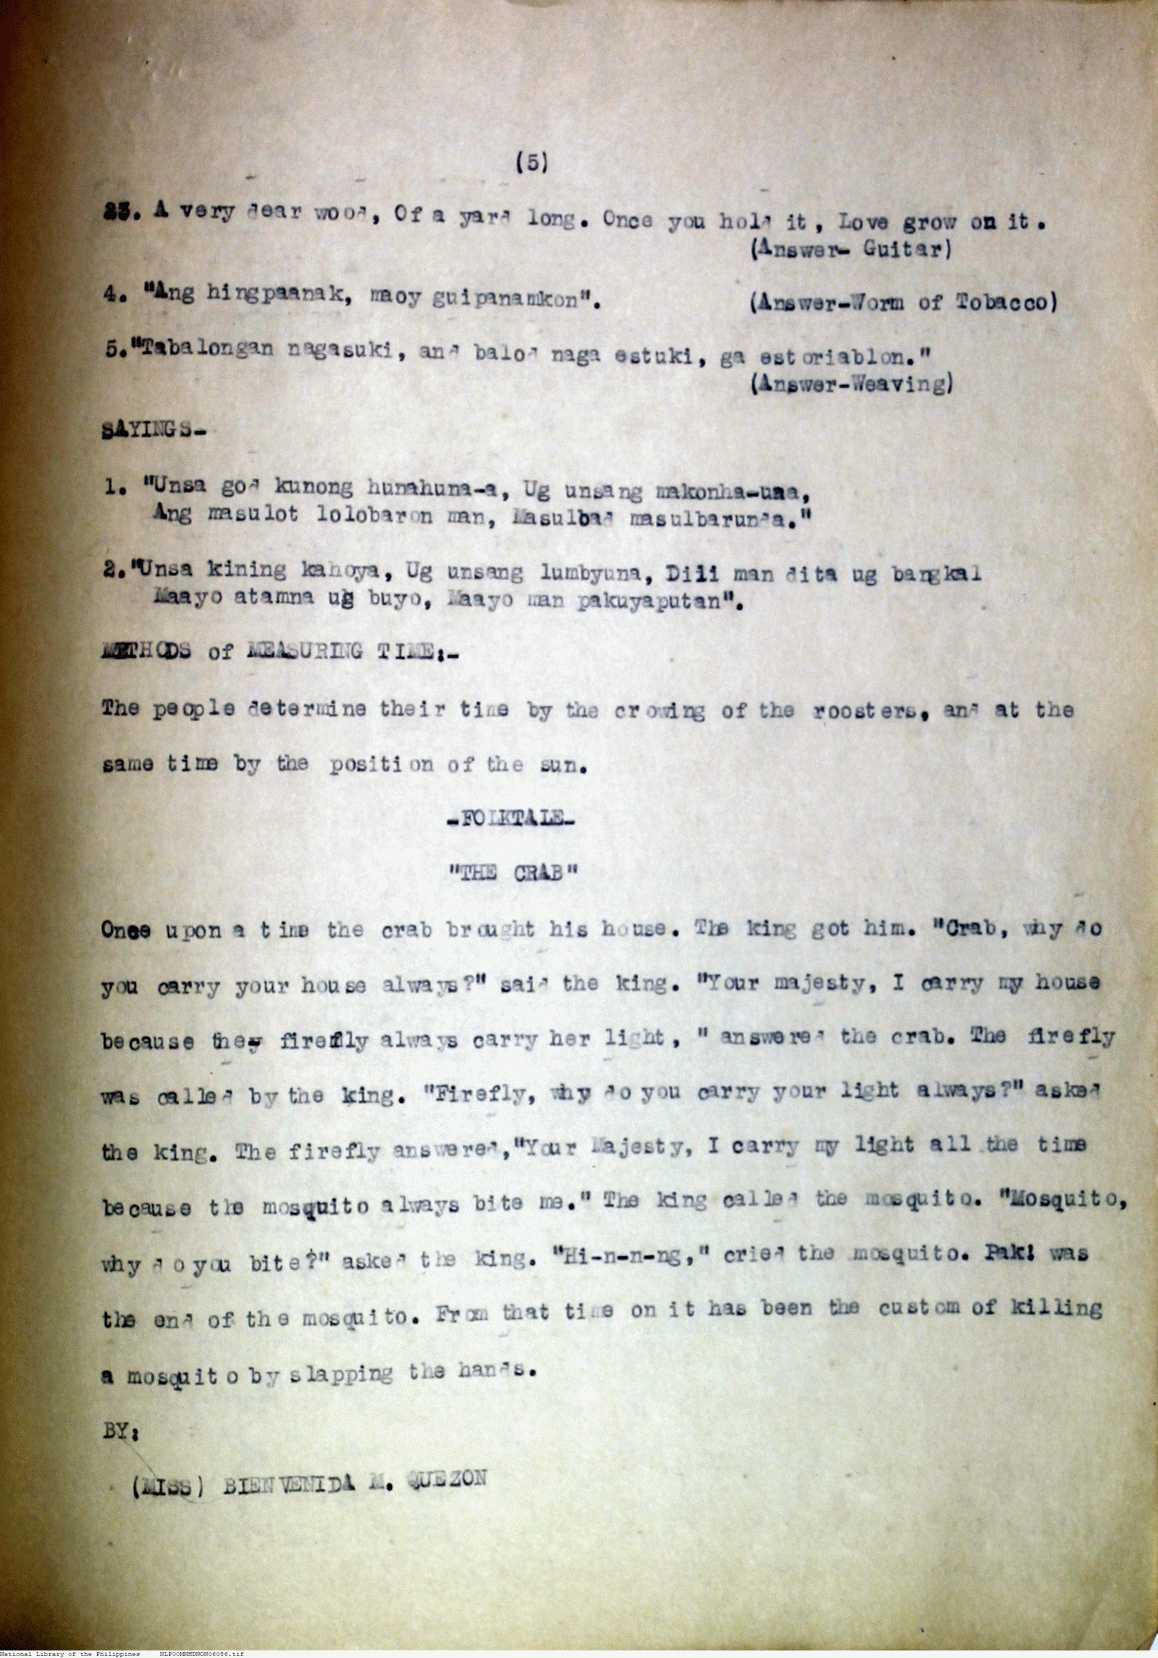 (5)
23. A very dear wood, Of a yard long. Once you hold it, Love grow on it.
(Answer- Guitar)
4. "Ang hingpaanak, maoy guipanamkon".
(Answer-Worm of Tobacco)
5."Tabalongan nagasuki, and balod naga estuki, ga estoriablon."
(Answer-Weaving)
SAYINGS-
1. "Unsa god kunong hunahuna-a, Ug unsang makonha-una,
Ang masulot lolobaron man, Masulbad masulbarunda."
2."Unsa kining kahoya, Ug unsang lumbyuna, Dili man dita ug bangkal
Maayo atamna ug buyo, Maayo man pakuyaputan".
METHODS of MEASURING TIME:-
The people determine their time by the crowing of the roosters, and at the
same time by the position of the sun.
-FOLKTALE-
"THE CRAB"
Once upon a time the crab brought his house. The king got him. "Crab, why do
you carry your house always?" said the king. "Your majesty, I carry my house
because they firefly always carry her light, " answered the crab. The firefly
was called by the king. "Firefly, why do you carry your light always?" asked
the king. The firefly answered,"Your Majesty, I carry my light all the time
because the mosquito always bite me." The king called the mosquito. "Mosquito,
why do you bite?" asked the king. "Hi-n-n-ng," cried the mosquito. Pak! was
the end of the mosquito. From that time on it has been the custom of killing
a mosquito by slapping the hands.
BY:
(MISS) BIENVENIDA M. QUEZON
National Library of the Philippines